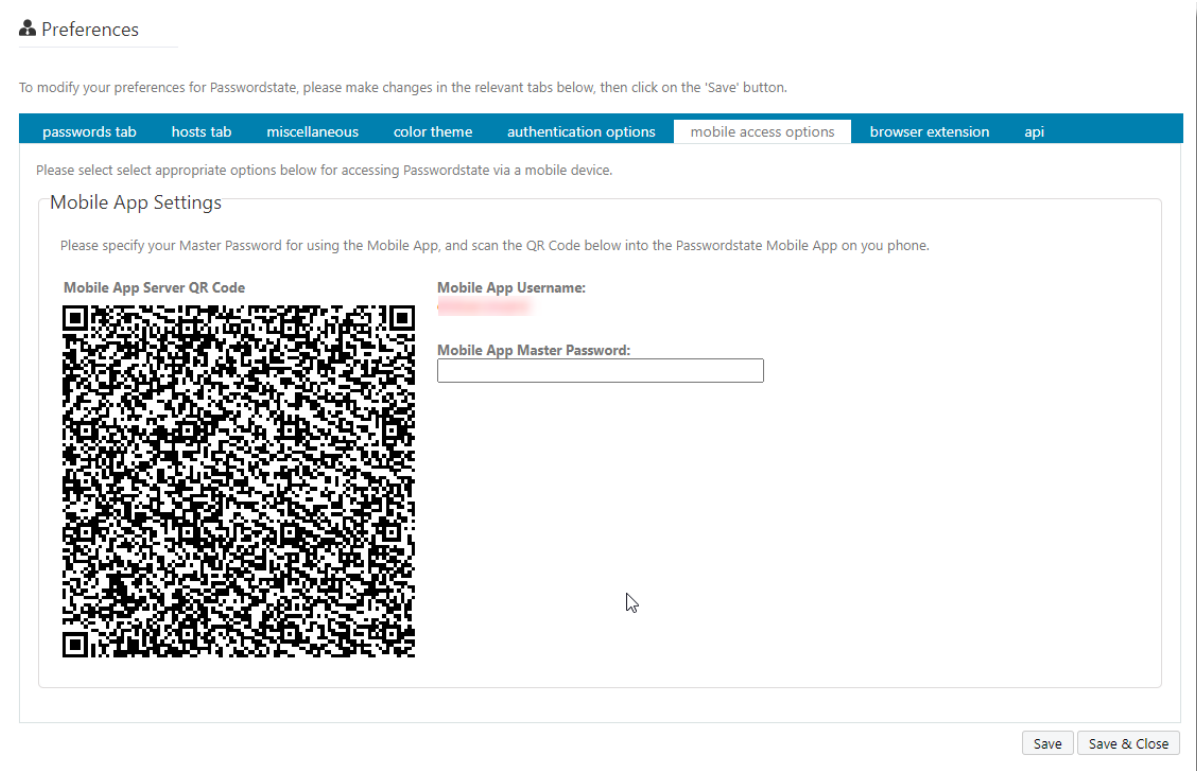 Preferences
To modify your preferences for Passwordstate, please make changes in the relevant tabs below, then click on the 'Save' button.
passwords tab hosts tab miscellaneous color theme authentication options mobile access options browser extension api
Please select select appropriate options below for accessing Passwordstate via a mobile device.
Mobile App Settings
Please specify your Master Password for using the Mobile App, and scan the QR Code below into the Passwordstate Mobile App on you phone.
Mobile App Server QR Code
Mobile App Username:
Mobile App Master Password:
Save Save & Close